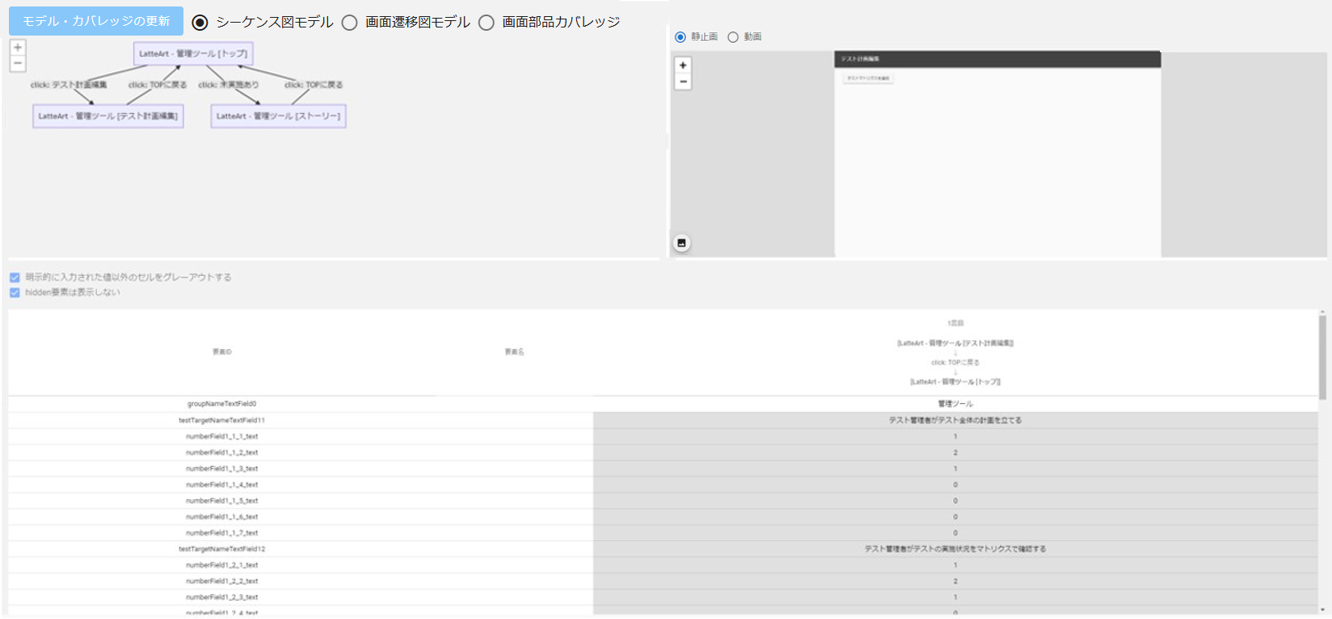 モデル・カバレッジの更新 シーケンス図モデル 画面遷移図モデル 画面部品カバレッジ
静止画 動画
+
−
LatteArt - 管理ツール [トップ]
click: テスト計画編集 click: TOPに戻る click: 未実施あり click: TOPに戻る
LatteArt - 管理ツール [テスト計画編集] LatteArt - 管理ツール [ストーリー]
+
−
テスト計画編集
明示的に入力された値以外のセルをグレーアウトする
hidden要素は表示しない
要素ID 要素名 1回目
[LatteArt - 管理ツール [テスト計画編集]]
↓
click: TOPに戻る
↓
[LatteArt - 管理ツール [トップ]]
groupNameTextField0 管理ツール
testTargetNameTextField11 テスト管理者がテスト全体の計画を立てる
numberField1_1_1_text 1
numberField1_1_2_text 2
numberField1_1_3_text 1
numberField1_1_4_text 0
numberField1_1_5_text 0
numberField1_1_6_text 0
numberField1_1_7_text 0
testTargetNameTextField12 テスト管理者がテストの実施状況をマトリクスで確認する
numberField1_2_1_text 1
numberField1_2_2_text 2
numberField1_2_3_text 1
numberField1_2_4_text 0